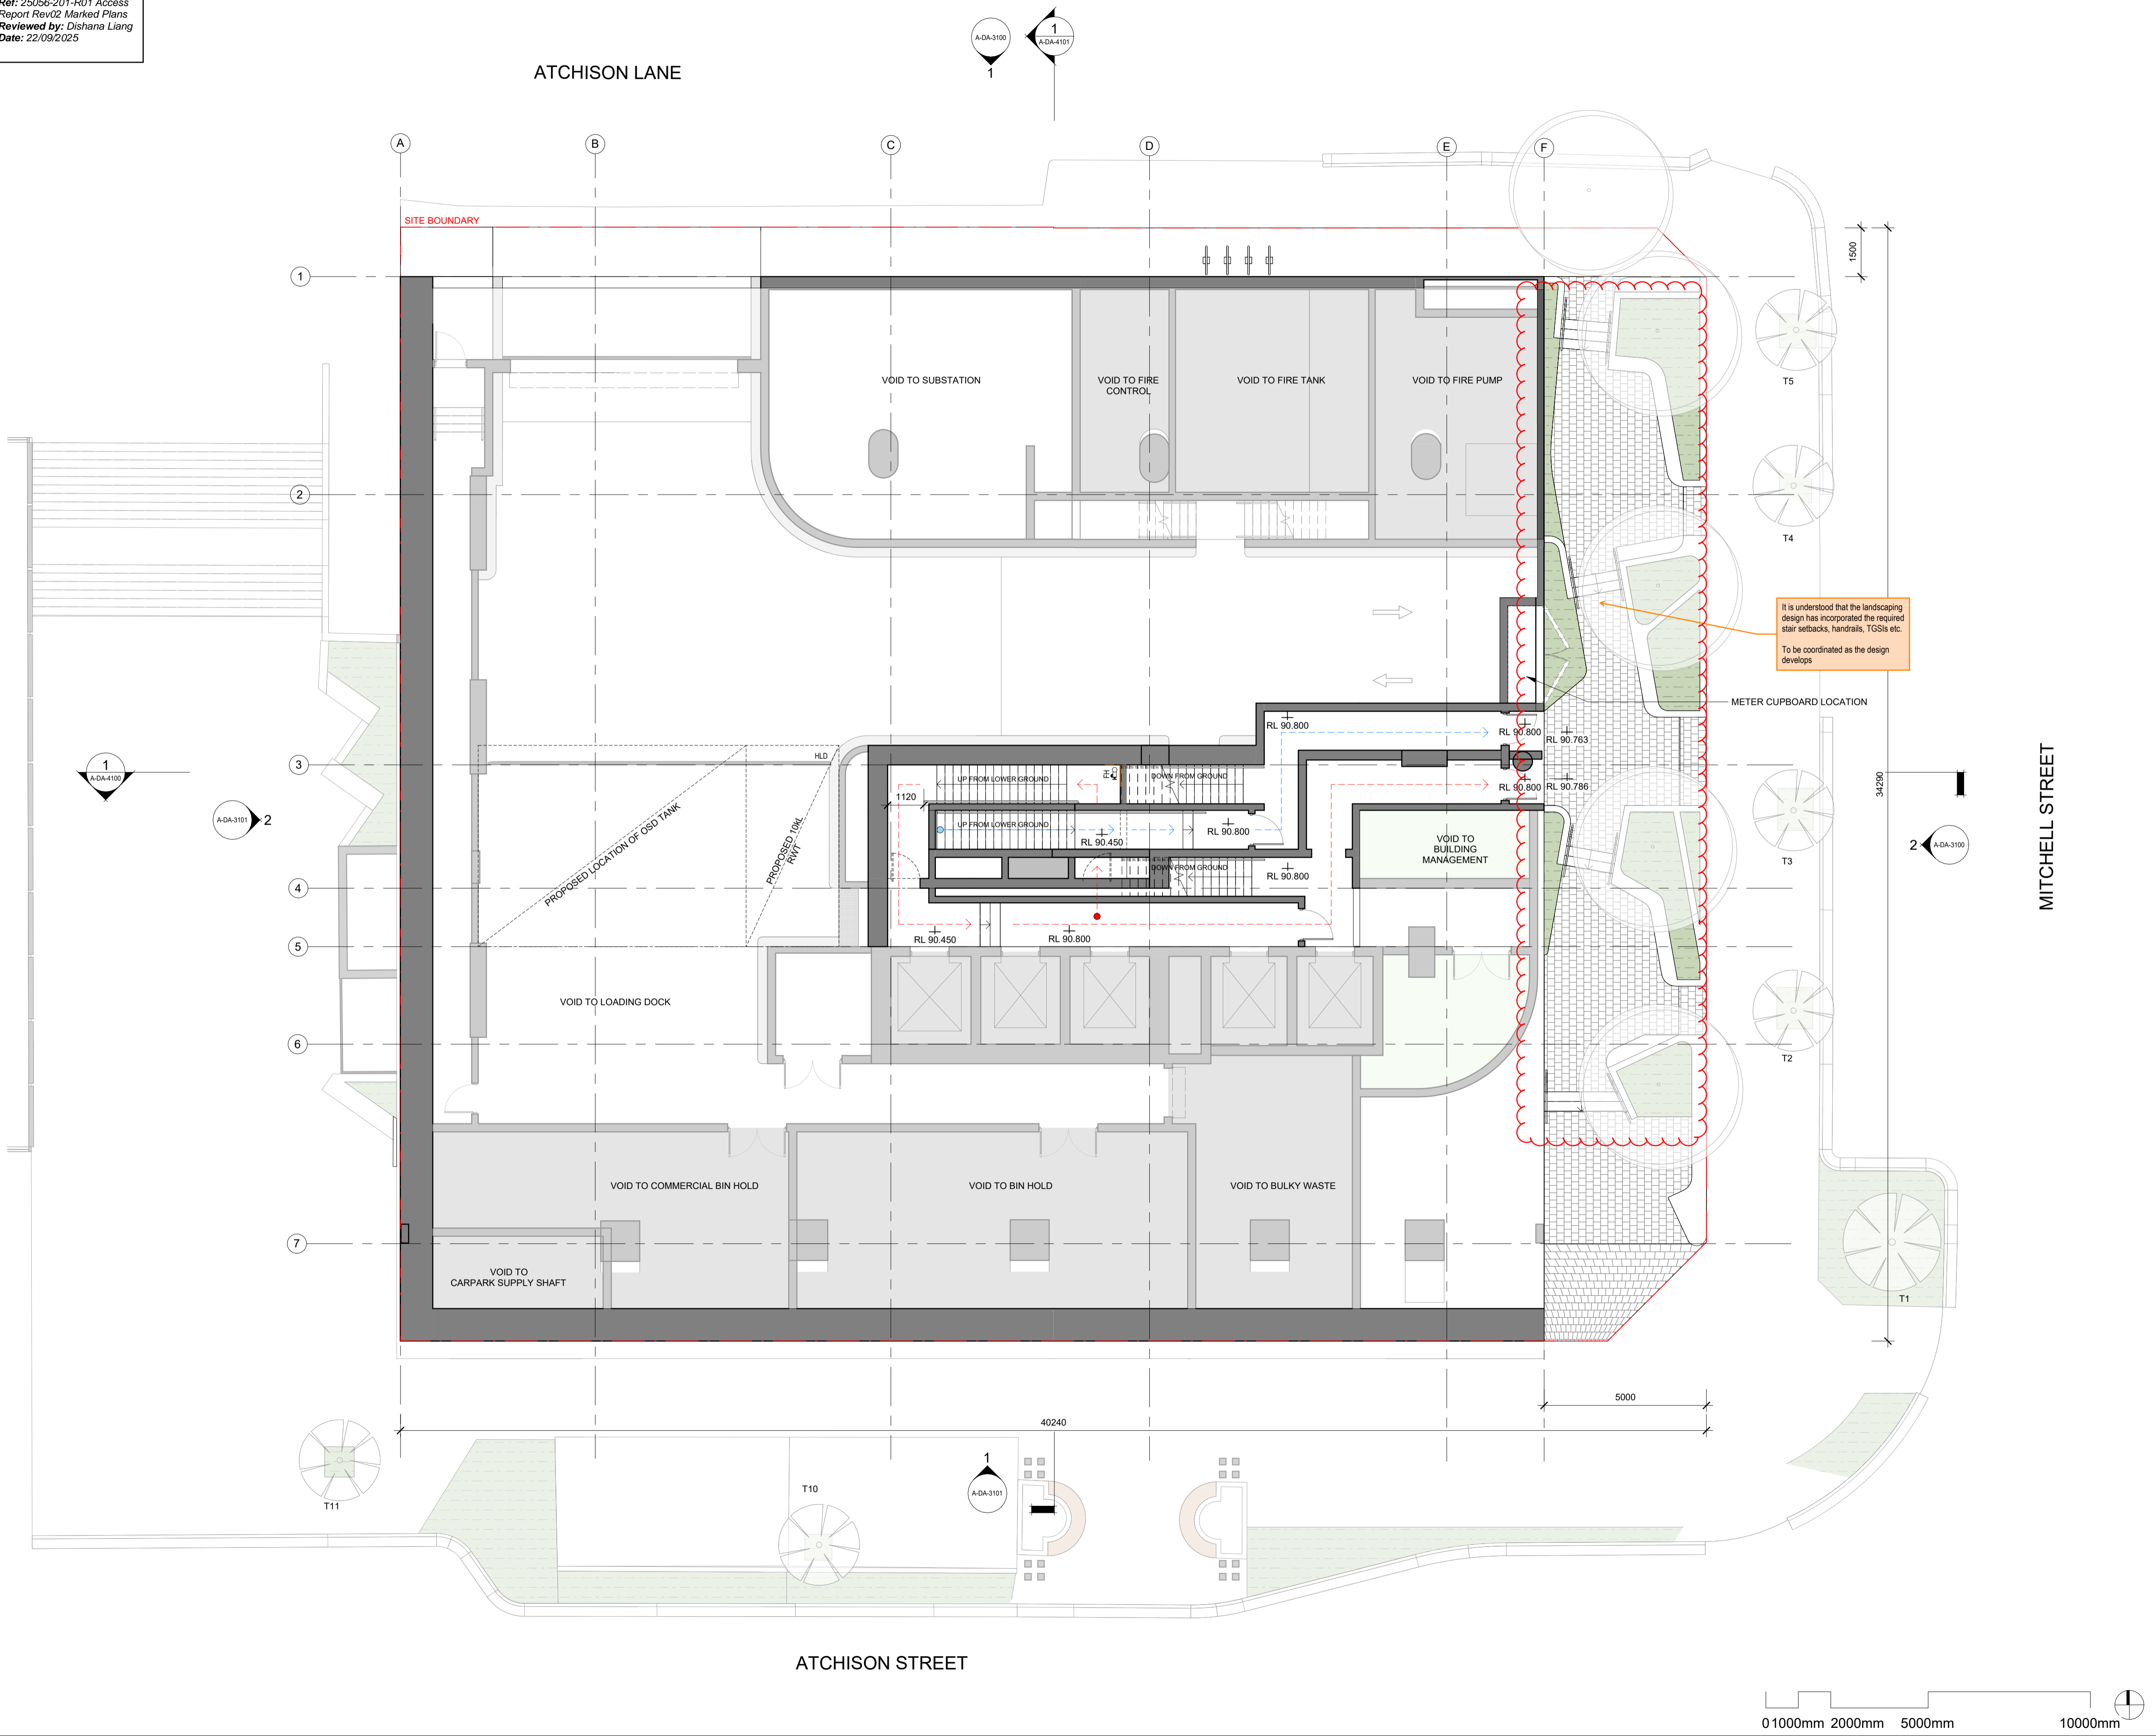 Ref: 25056-201-R01 Access
Report Rev02 Marked Plans
Reviewed by: Dishana Liang
Date: 22/09/2025
ATCHISON LANE
A-DA-3100
1
1
A-DA-4101
A
B
C
D
E
F
SITE BOUNDARY
1500
1
VOID TO SUBSTATION
VOID TO FIRE
CONTROL
VOID TO FIRE TANK
VOID TO FIRE PUMP
T5
2
T4
It is understood that the landscaping
design has incorporated the required
stair setbacks, handrails, TGSIs etc.
To be coordinated as the design
develops
METER CUPBOARD LOCATION
RL 90.800
RL 90.800
RL 90.763
HLD
3
1
A-DA-4100
UP FROM LOWER GROUND
FH
DOWN FROM GROUND
RL 90.800
RL 90.786
34290
MITCHELL STREET
1120
A-DA-3101
2
PROPOSED LOCATION OF OSD TANK
PROPOSED 10kL
RWT
UP FROM LOWER GROUND
RL 90.450
RL 90.800
VOID TO
BUILDING
MANAGEMENT
2
A-DA-3100
T3
DOWN FROM GROUND
RL 90.800
4
RL 90.450
RL 90.800
5
VOID TO LOADING DOCK
T2
6
VOID TO COMMERCIAL BIN HOLD
VOID TO BIN HOLD
VOID TO BULKY WASTE
7
VOID TO
CARPARK SUPPLY SHAFT
T1
5000
40240
1
A-DA-3101
T11
T10
ATCHISON STREET
0 1000mm 2000mm 5000mm 10000mm